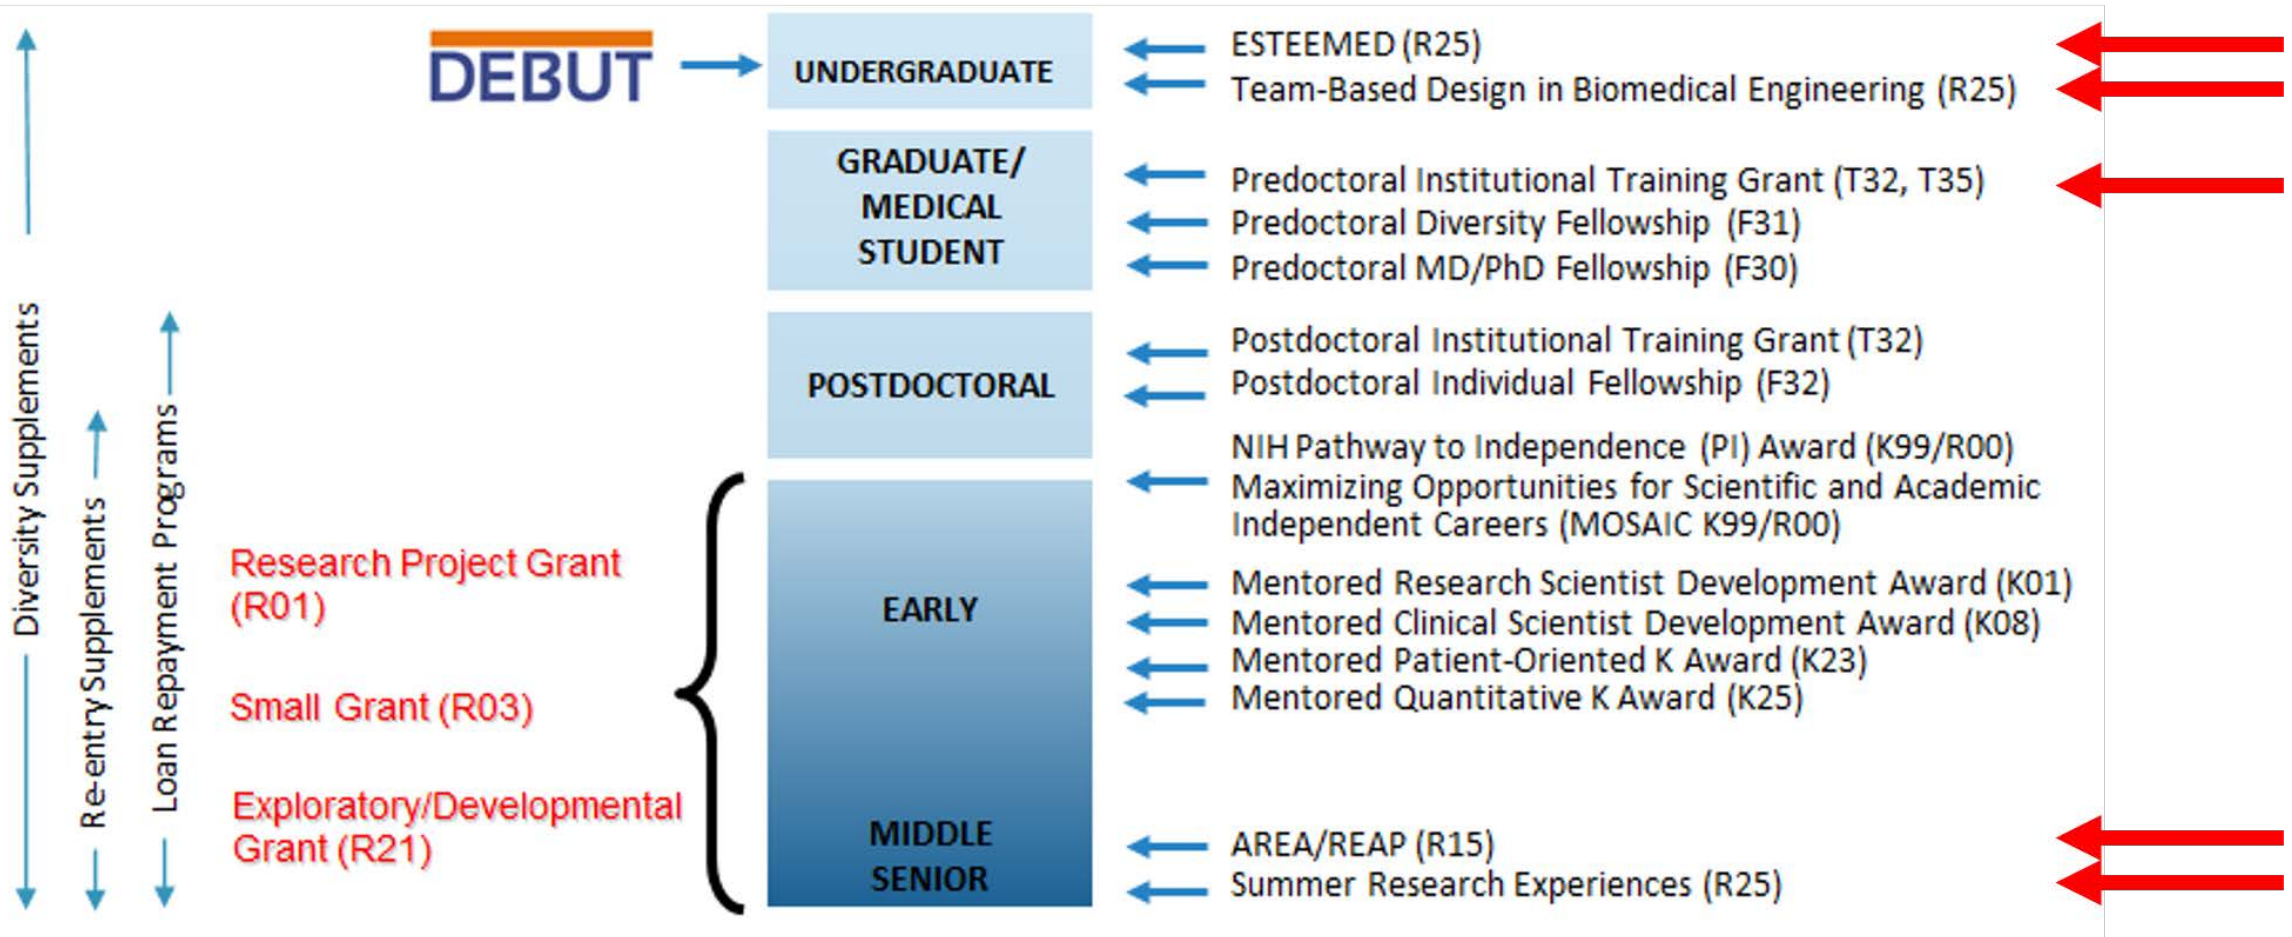 DEBUT
UNDERGRADUATE
ESTEEMED (R25)
Team-Based Design in Biomedical Engineering (R25)
GRADUATE/
MEDICAL
STUDENT
Predoctoral Institutional Training Grant (T32, T35)
Predoctoral Diversity Fellowship (F31)
Predoctoral MD/PhD Fellowship (F30)
POSTDOCTORAL
Postdoctoral Institutional Training Grant (T32)
Postdoctoral Individual Fellowship (F32)
NIH Pathway to Independence (PI) Award (K99/R00)
Maximizing Opportunities for Scientific and Academic
Independent Careers (MOSAIC K99/R00)
EARLY
Mentored Research Scientist Development Award (K01)
Mentored Clinical Scientist Development Award (K08)
Mentored Patient-Oriented K Award (K23)
Mentored Quantitative K Award (K25)
MIDDLE
SENIOR
AREA/REAP (R15)
Summer Research Experiences (R25)
Diversity Supplements
Re-entry Supplements
Loan Repayment Programs
Research Project Grant
(R01)
Small Grant (R03)
Exploratory/Developmental
Grant (R21)